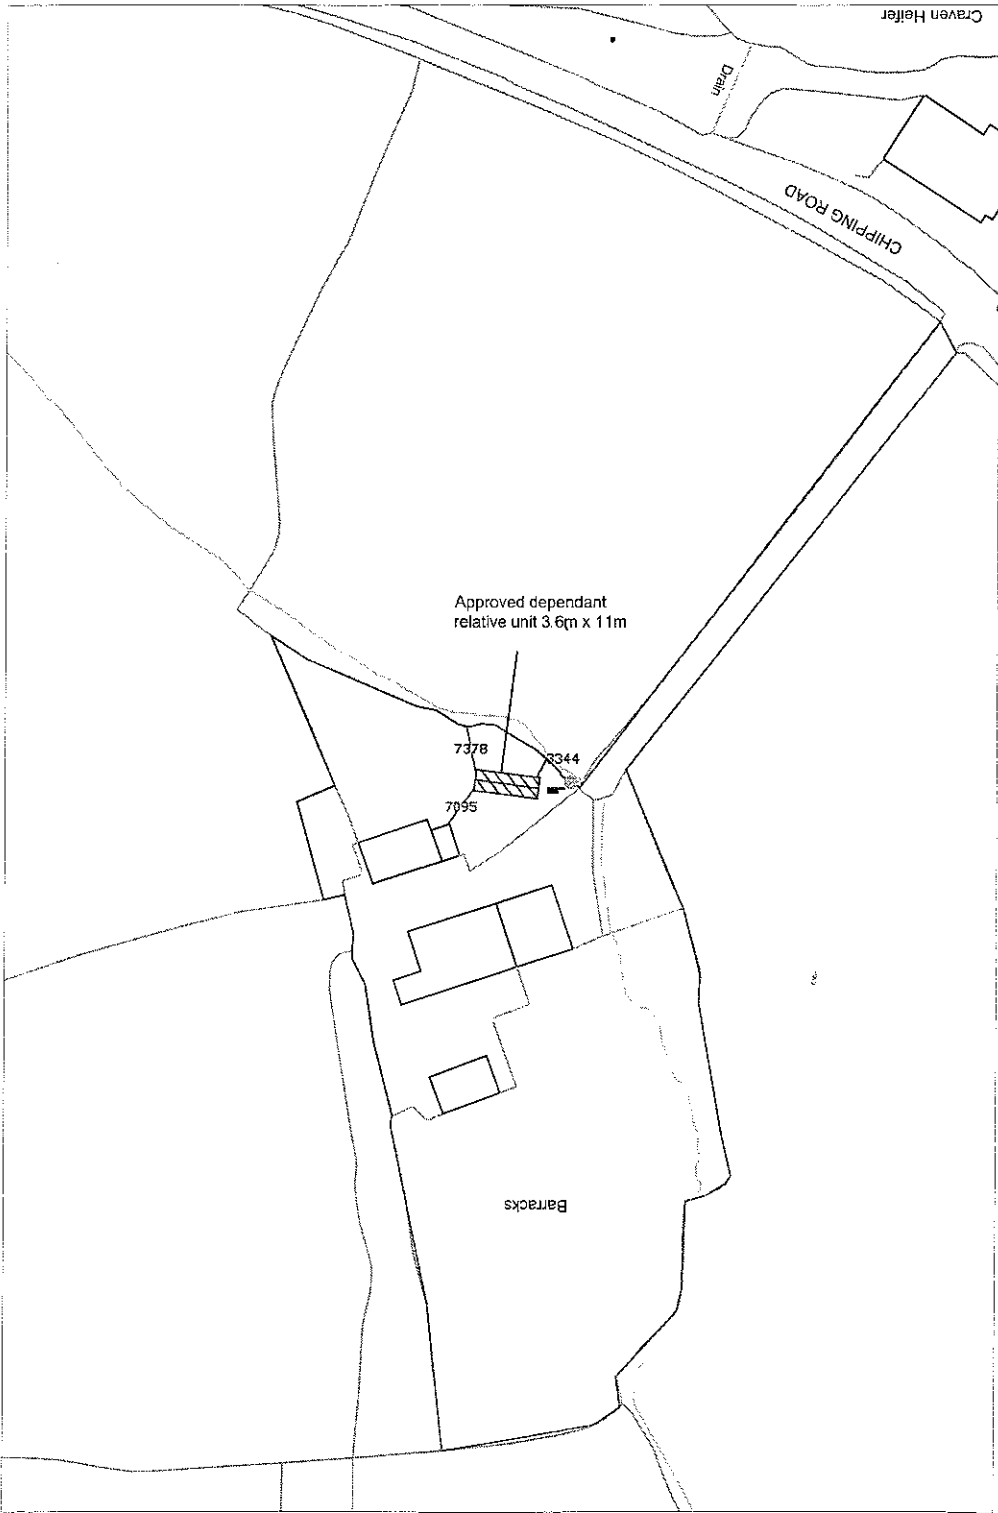 Craven Heifer
Drain
CHIPPING ROAD
Approved dependant
relative unit 3.6m x 11m
7378
3344
7095
Barracks